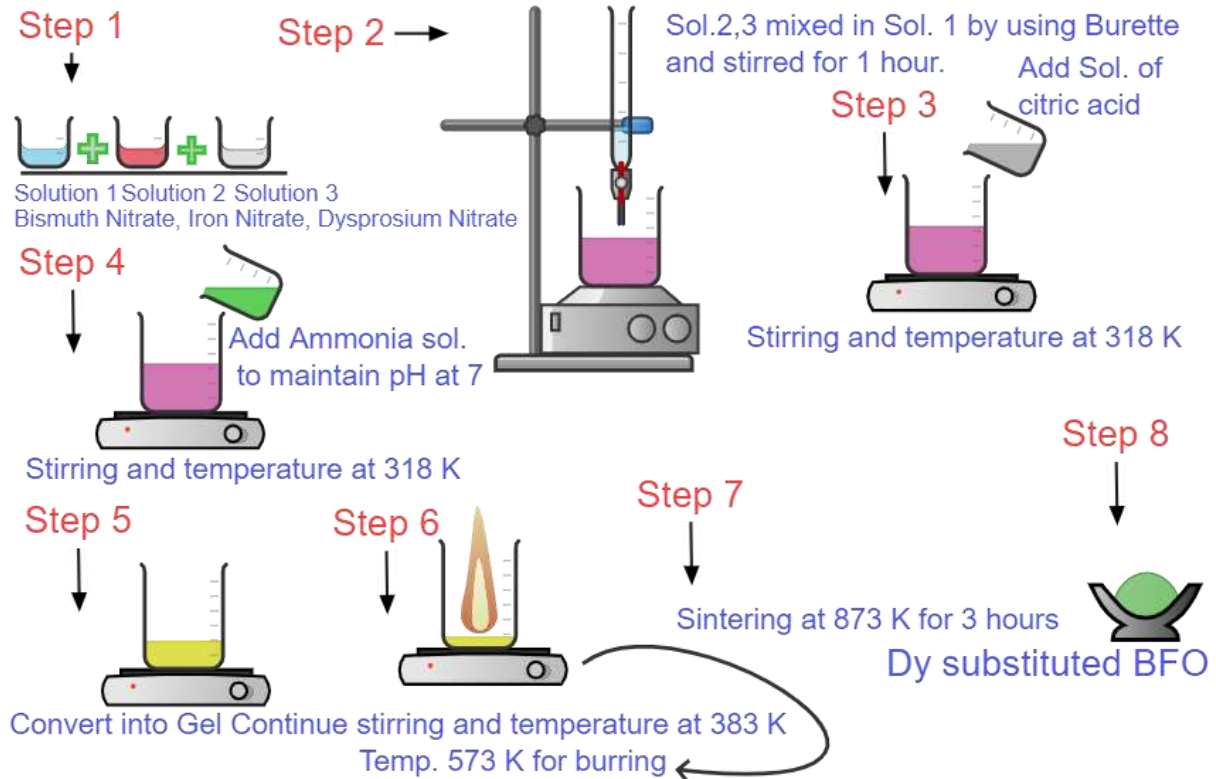 Step 1
Solution 1 Solution 2 Solution 3
Bismuth Nitrate, Iron Nitrate, Dysprosium Nitrate
Step 2
Sol.2,3 mixed in Sol. 1 by using Burette
and stirred for 1 hour.
Step 3
Add Sol. of
citric acid
Stirring and temperature at 318 K
Step 4
Add Ammonia sol.
to maintain pH at 7
Stirring and temperature at 318 K
Step 5
Convert into Gel Continue stirring and temperature at 383 K
Step 6
Temp. 573 K for burring
Step 7
Sintering at 873 K for 3 hours
Step 8
Dy substituted BFO